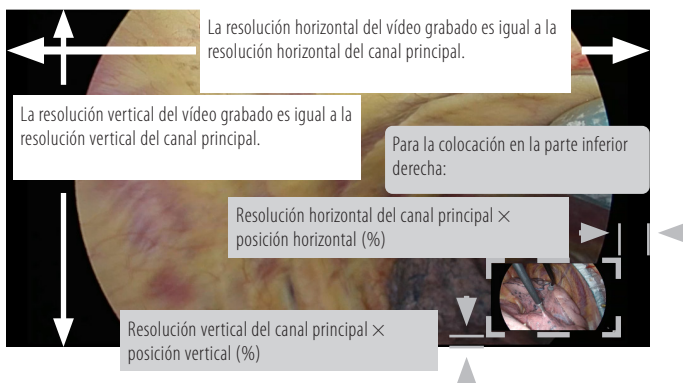 La resolución horizontal del vídeo grabado es igual a la
resolución horizontal del canal principal.
La resolución vertical del vídeo grabado es igual a la
resolución vertical del canal principal.
Para la colocación en la parte inferior
derecha:
Resolución horizontal del canal principal ×
posición horizontal (%)
Resolución vertical del canal principal ×
posición vertical (%)